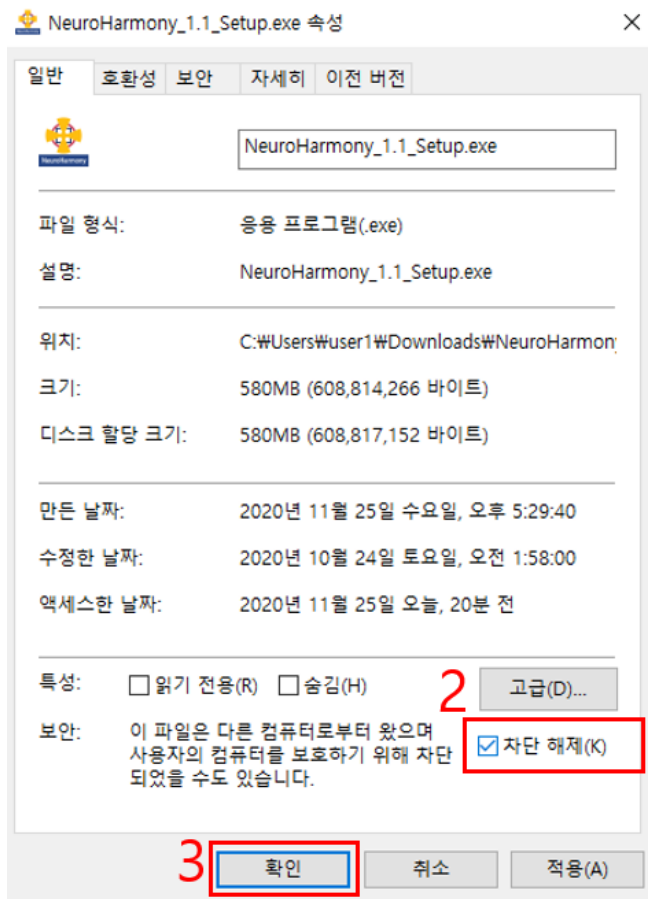 NeuroHarmony_1.1_Setup.exe 속성
일반 호환성 보안 자세히 이전 버전
NeuroHarmony
NeuroHarmony_1.1_Setup.exe
파일 형식: 응용 프로그램(.exe)
설명: NeuroHarmony_1.1_Setup.exe
위치: C:₩Users₩user1₩Downloads₩NeuroHarmon
크기: 580MB (608,814,266 바이트)
디스크 할당 크기: 580MB (608,817,152 바이트)
만든 날짜: 2020년 11월 25일 수요일, 오후 5:29:40
수정한 날짜: 2020년 10월 24일 토요일, 오전 1:58:00
액세스한 날짜: 2020년 11월 25일 오늘, 20분 전
특성: 읽기 전용(R) 숨김(H) 2 고급(D)...
보안: 이 파일은 다른 컴퓨터로부터 왔으며
사용자의 컴퓨터를 보호하기 위해 차단
되었을 수도 있습니다.
차단 해제(K)
3 확인 취소 적용(A)